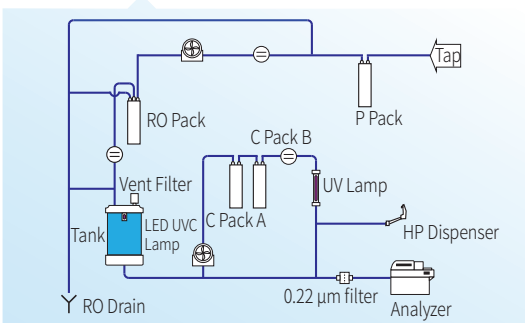 Tap
P Pack
RO Pack
C Pack B
Vent Filter
UV Lamp
C Pack A
Tank
LED UVC
Lamp
HP Dispenser
0.22 μm filter
RO Drain
Analyzer